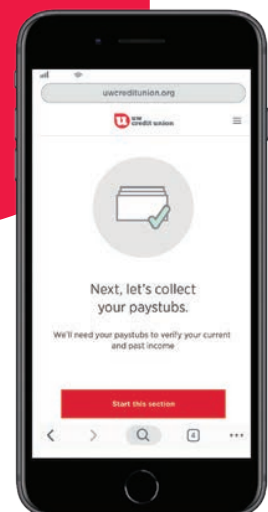 uwcreditunion.org
u uw
credit union
Next, let's collect
your paystubs.
We'll need your paystubs to verify your current
and past income
Start this section
4